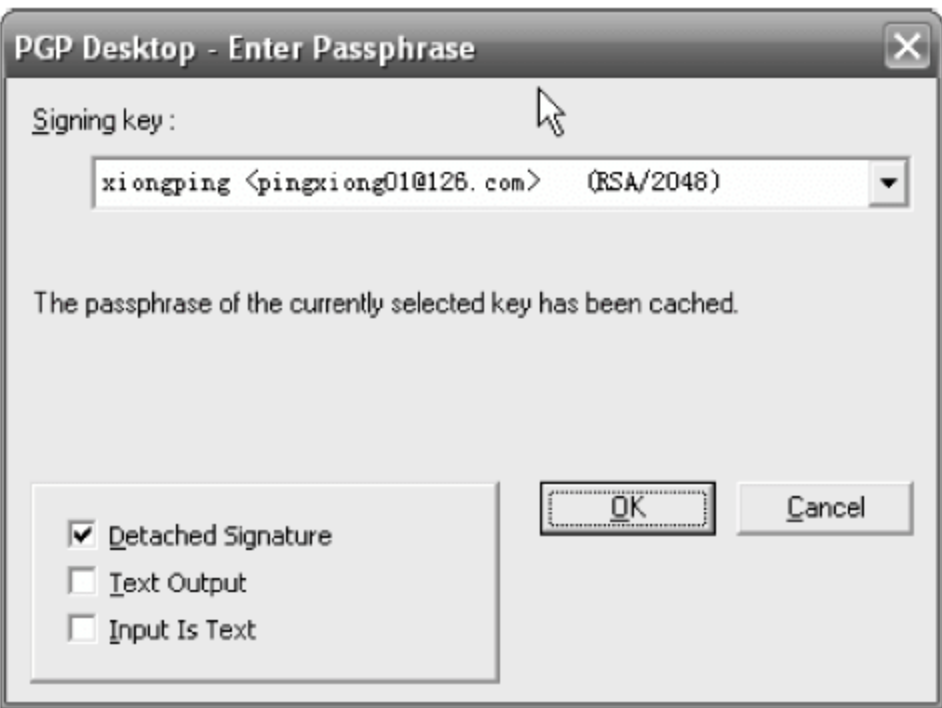 PGP Desktop - Enter Passphrase
Signing key :
xiongping <pingxiong01@126.com> (RSA/2048)
The passphrase of the currently selected key has been cached.
OK
Cancel
Detached Signature
Text Output
Input Is Text